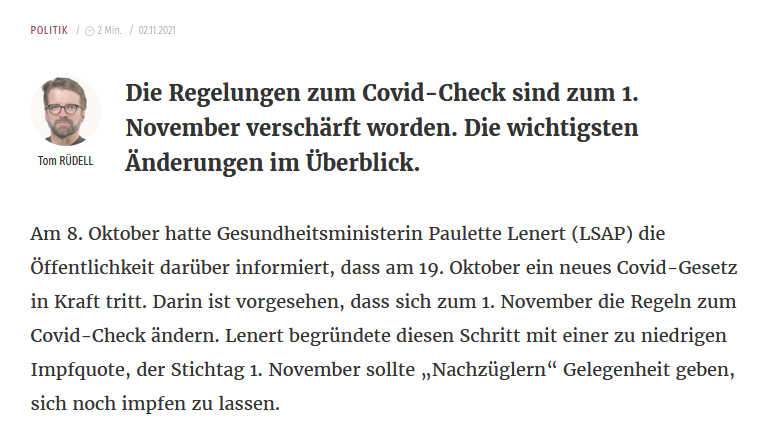 POLITIK / 2 Min. / 02.11.2021
Tom RÜDELL
Die Regelungen zum Covid-Check sind zum 1.
November verschärft worden. Die wichtigsten
Änderungen im Überblick.
Am 8. Oktober hatte Gesundheitsministerin Paulette Lenert (LSAP) die
Öffentlichkeit darüber informiert, dass am 19. Oktober ein neues Covid-Gesetz
in Kraft tritt. Darin ist vorgesehen, dass sich zum 1. November die Regeln zum
Covid-Check ändern. Lenert begründete diesen Schritt mit einer zu niedrigen
Impfquote, der Stichtag 1. November sollte „Nachzüglern“ Gelegenheit geben,
sich noch impfen zu lassen.